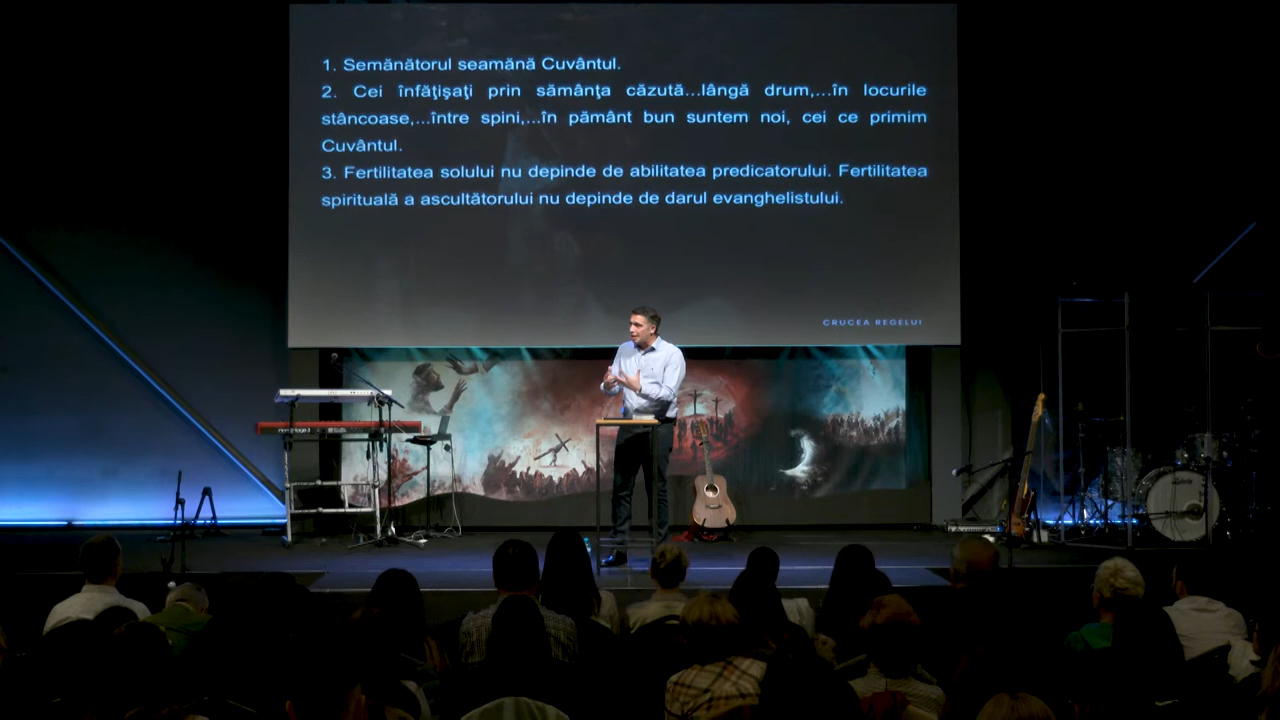 1. Semănătorul seamănă Cuvântul.
2. Cei înfăţişaţi prin sămânţa căzută...lângă drum,...în locurile
stâncoase,...între spini,...în pământ bun suntem noi, cei ce primim
Cuvântul.
3. Fertilitatea solului nu depinde de abilitatea predicatorului. Fertilitatea
spirituală a ascultătorului nu depinde de darul evanghelistului.
CRUCEA REGELUI